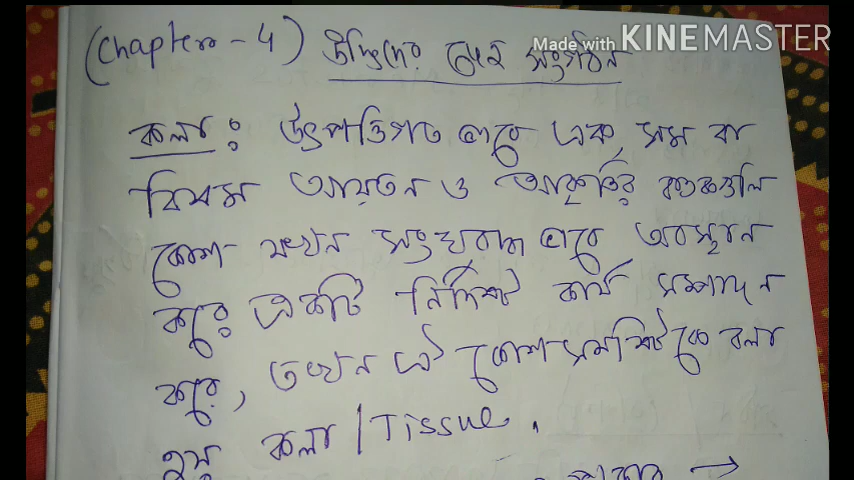 (Chapter - 4) উদ্ভিদের দেহ সংগঠন
Made with KINEMASTER
কলা : উৎপত্তিগত ভাবে এক, সম বা
বিষম আয়তন ও আকৃতির কতকগুলি
কোশ যখন সংঘবদ্ধ ভাবে অবস্থান
করে একটি নির্দিষ্ট কার্য সম্পাদন
করে, তখন ঐ কোশসমষ্টিকে বলা
হয় কলা / Tissue.
→